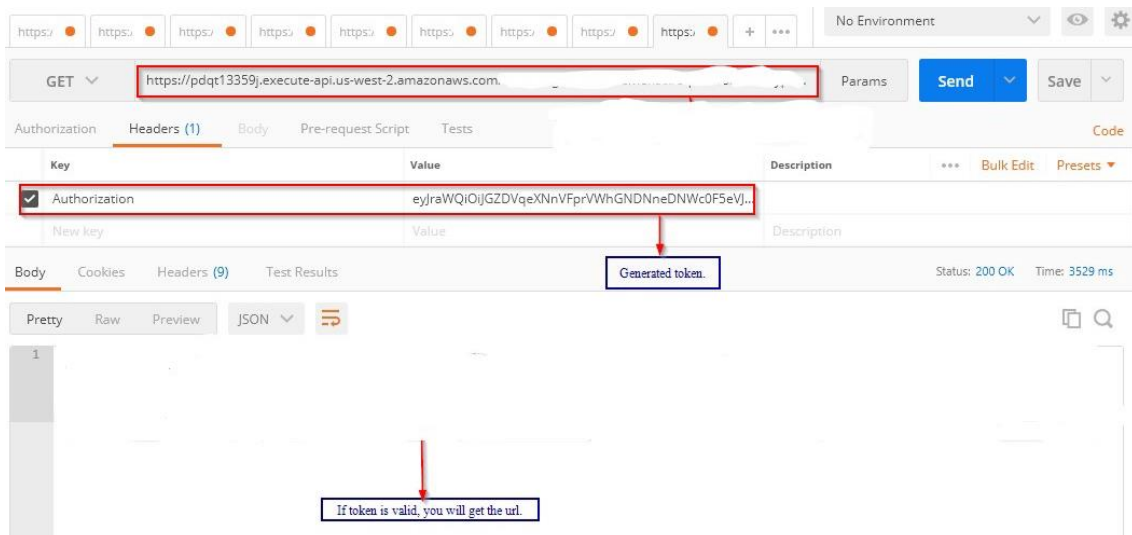 https:/ https:/ https:/ https:/ https:/ https:/ https:/ https:/ https:/ + ••• No Environment
GET https://pdqt13359j.execute-api.us-west-2.amazonaws.com. Params Send Save
Authorization Headers (1) Body Pre-request Script Tests Code
Key Value Description ••• Bulk Edit Presets
Authorization eyJraWQiOiJGZDVqeXNnVFprVWhGNDNneDNWc0F5eVJ...
New key Value Description
Body Cookies Headers (9) Test Results Generated token. Status: 200 OK Time: 3529 ms
Pretty Raw Preview JSON
1
If token is valid, you will get the url.